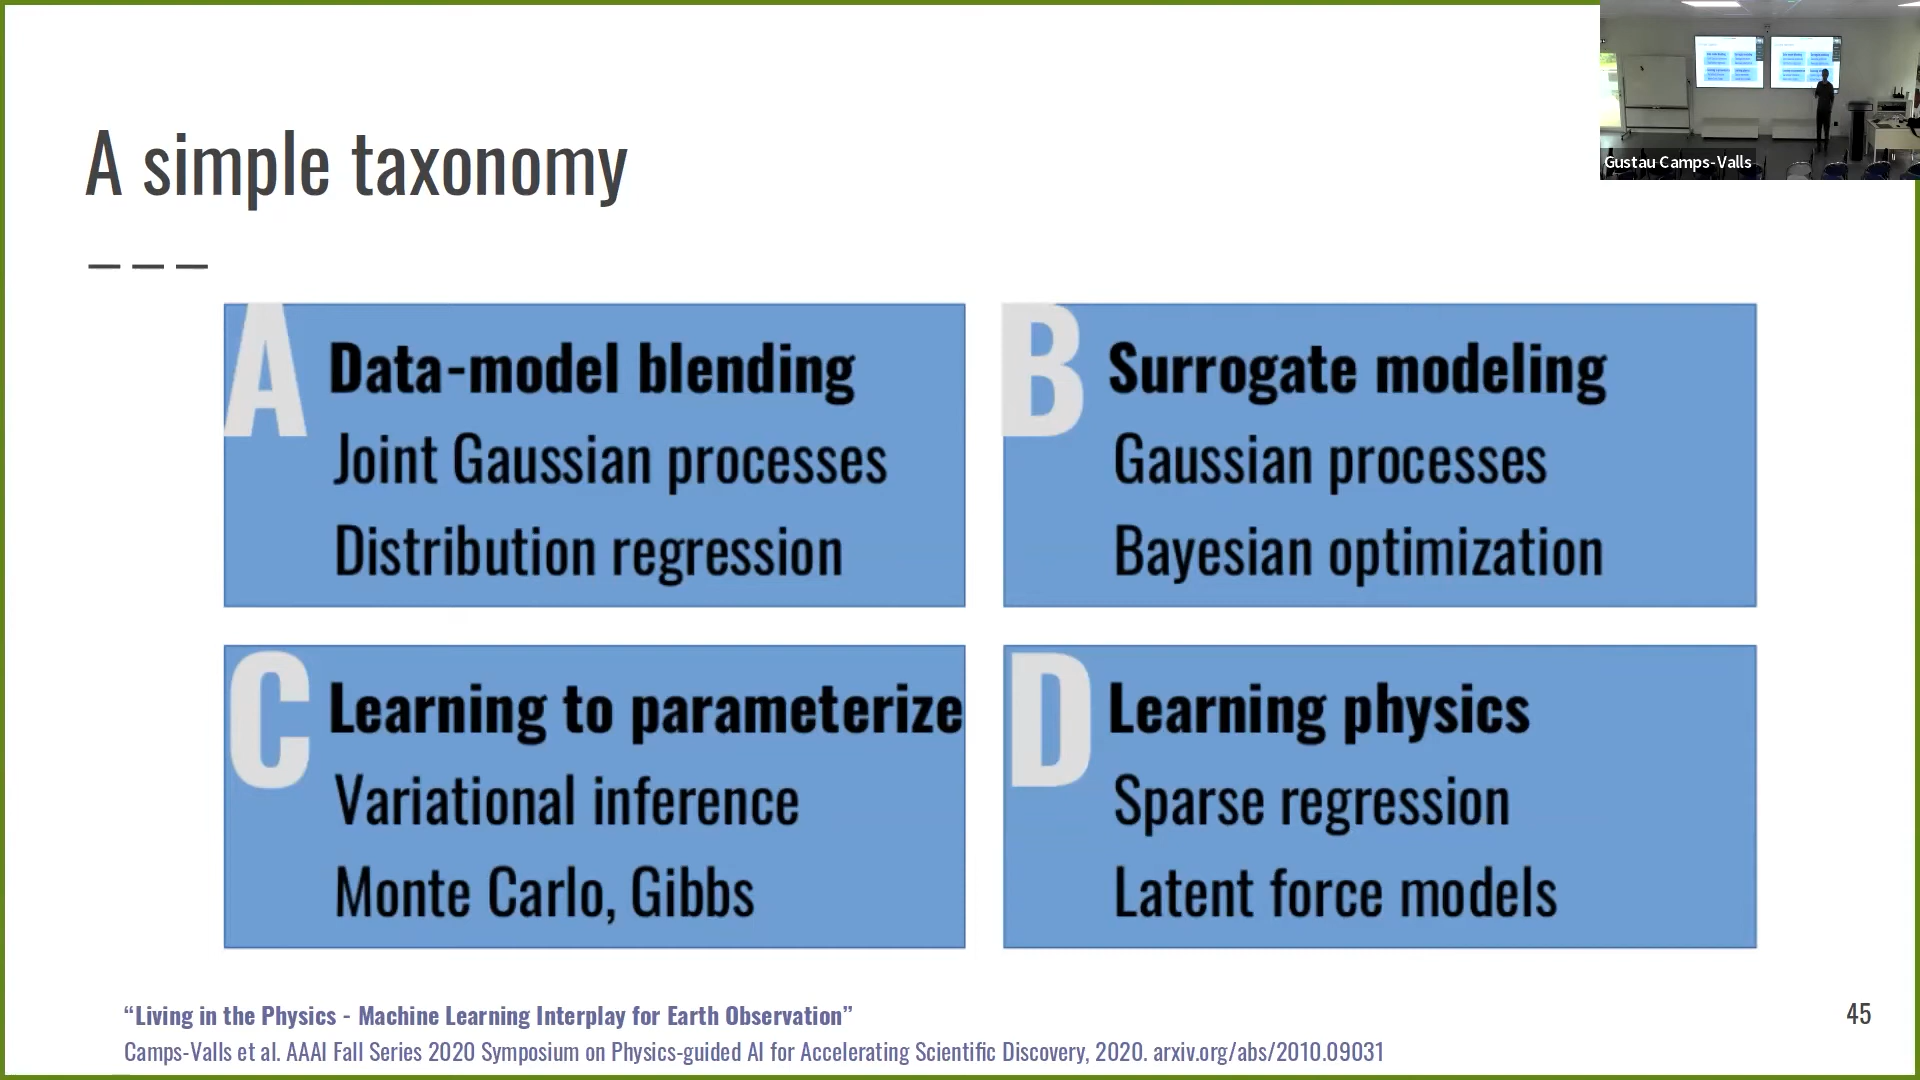 A simple taxonomy
A
Data-model blending
Joint Gaussian processes
Distribution regression
B
Surrogate modeling
Gaussian processes
Bayesian optimization
C
Learning to parameterize
Variational inference
Monte Carlo, Gibbs
D
Learning physics
Sparse regression
Latent force models
“Living in the Physics - Machine Learning Interplay for Earth Observation”
Camps-Valls et al. AAAI Fall Series 2020 Symposium on Physics-guided AI for Accelerating Scientific Discovery, 2020. arxiv.org/abs/2010.09031
45
Gustau Camps-Valls